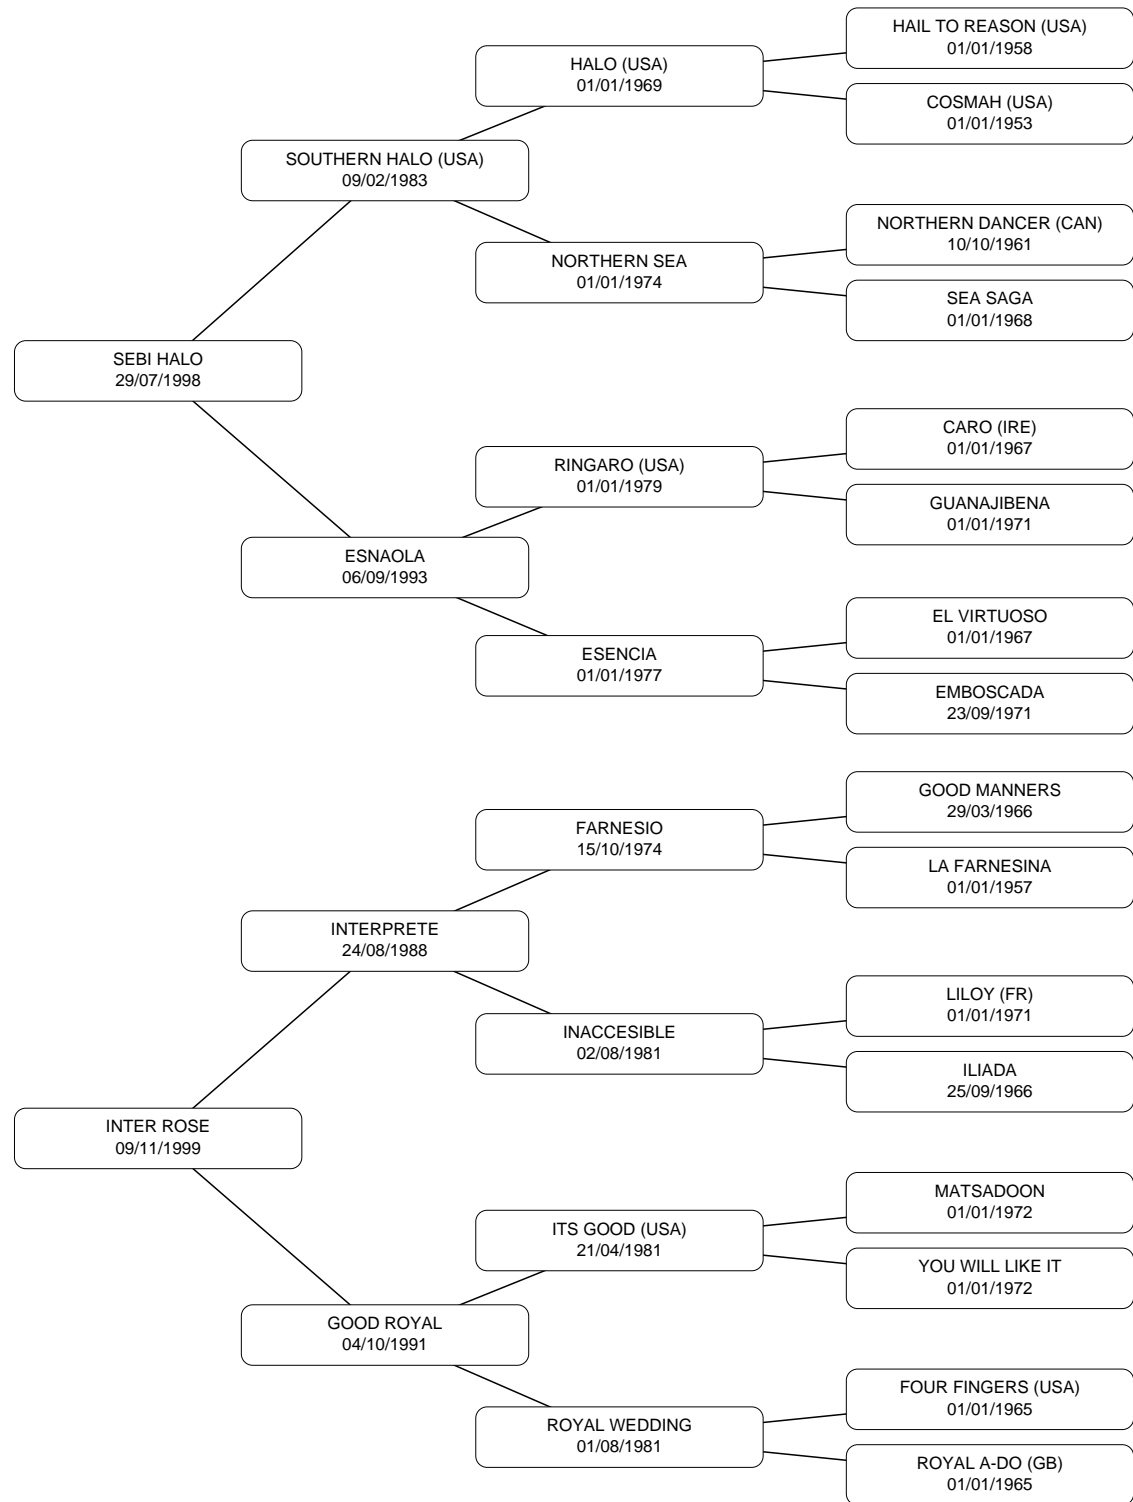 HAIL TO REASON (USA)
01/01/1958
HALO (USA)
01/01/1969
COSMAH (USA)
01/01/1953
SOUTHERN HALO (USA)
09/02/1983
NORTHERN DANCER (CAN)
10/10/1961
NORTHERN SEA
01/01/1974
SEA SAGA
01/01/1968
SEBI HALO
29/07/1998
CARO (IRE)
01/01/1967
RINGARO (USA)
01/01/1979
GUANAJIBENA
01/01/1971
ESNAOLA
06/09/1993
EL VIRTUOSO
01/01/1967
ESENCIA
01/01/1977
EMBOSCADA
23/09/1971
GOOD MANNERS
29/03/1966
FARNESIO
15/10/1974
LA FARNESINA
01/01/1957
INTERPRETE
24/08/1988
LILOY (FR)
01/01/1971
INACCESIBLE
02/08/1981
ILIADA
25/09/1966
INTER ROSE
09/11/1999
MATSADOON
01/01/1972
ITS GOOD (USA)
21/04/1981
YOU WILL LIKE IT
01/01/1972
GOOD ROYAL
04/10/1991
FOUR FINGERS (USA)
01/01/1965
ROYAL WEDDING
01/08/1981
ROYAL A-DO (GB)
01/01/1965